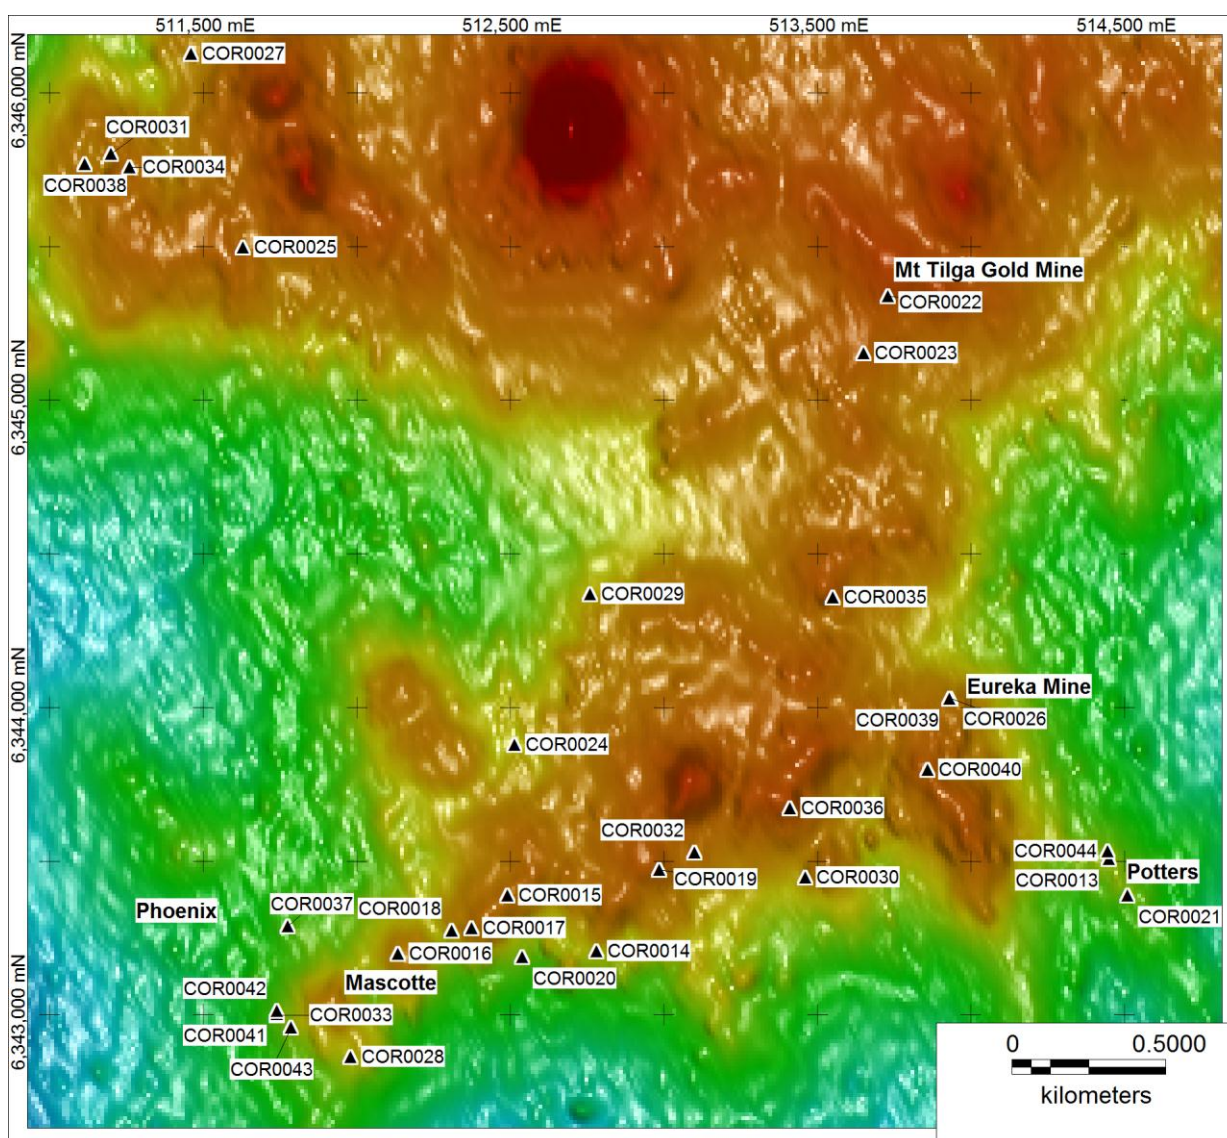 511,500 mE
512,500 mE
513,500 mE
514,500 mE
6,346,000 mN
6,345,000 mN
6,344,000 mN
6,343,000 mN
COR0027
COR0031
COR0034
COR0038
COR0025
Mt Tilga Gold Mine
COR0022
COR0023
COR0029
COR0035
Eureka Mine
COR0039
COR0026
COR0024
COR0040
COR0036
COR0032
COR0044
COR0019
COR0030
COR0013
Potters
COR0015
COR0021
COR0037
COR0018
Phoenix
COR0017
COR0016
COR0014
COR0020
Mascotte
COR0042
COR0033
COR0041
COR0043
COR0028
0
0.5000
kilometers